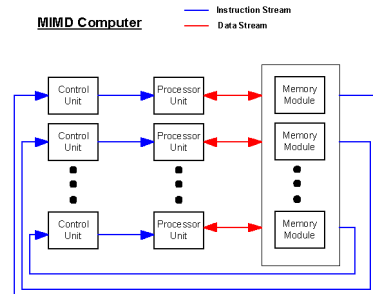 MIMD Computer
Instruction Stream
Data Stream
Control
Unit
Processor
Unit
Memory
Module
Control
Unit
Processor
Unit
Memory
Module
Control
Unit
Processor
Unit
Memory
Module